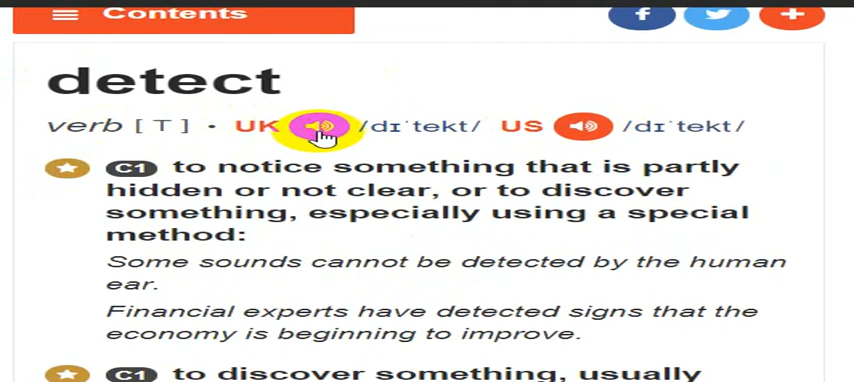 Contents
detect
verb [ T ] • UK /dɪˈtekt/ US /dɪˈtekt/
C1 to notice something that is partly
hidden or not clear, or to discover
something, especially using a special
method:
Some sounds cannot be detected by the human
ear.
Financial experts have detected signs that the
economy is beginning to improve.
C1 to discover something, usually